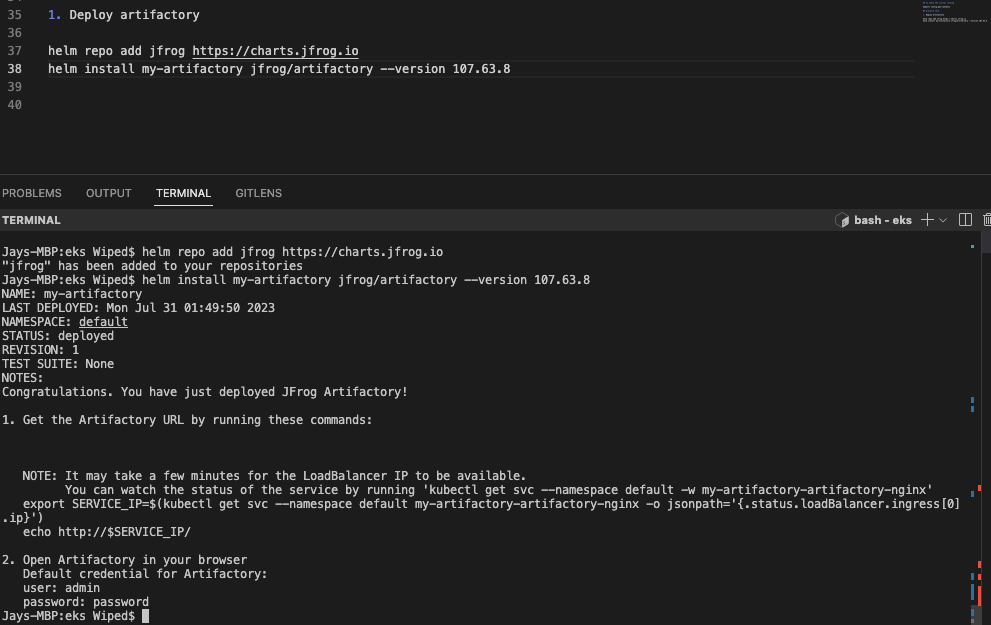 35 1. Deploy artifactory
36
37 helm repo add jfrog https://charts.jfrog.io
38 helm install my-artifactory jfrog/artifactory --version 107.63.8
39
40
PROBLEMS OUTPUT TERMINAL GITLENS
TERMINAL bash - eks
Jays-MBP:eks Wiped$ helm repo add jfrog https://charts.jfrog.io
"jfrog" has been added to your repositories
Jays-MBP:eks Wiped$ helm install my-artifactory jfrog/artifactory --version 107.63.8
NAME: my-artifactory
LAST DEPLOYED: Mon Jul 31 01:49:50 2023
NAMESPACE: default
STATUS: deployed
REVISION: 1
TEST SUITE: None
NOTES:
Congratulations. You have just deployed JFrog Artifactory!
1. Get the Artifactory URL by running these commands:
NOTE: It may take a few minutes for the LoadBalancer IP to be available.
You can watch the status of the service by running 'kubectl get svc --namespace default -w my-artifactory-artifactory-nginx'
export SERVICE_IP=$(kubectl get svc --namespace default my-artifactory-artifactory-nginx -o jsonpath='{.status.loadBalancer.ingress[0]
.ip}')
echo http://$SERVICE_IP/
2. Open Artifactory in your browser
Default credential for Artifactory:
user: admin
password: password
Jays-MBP:eks Wiped$